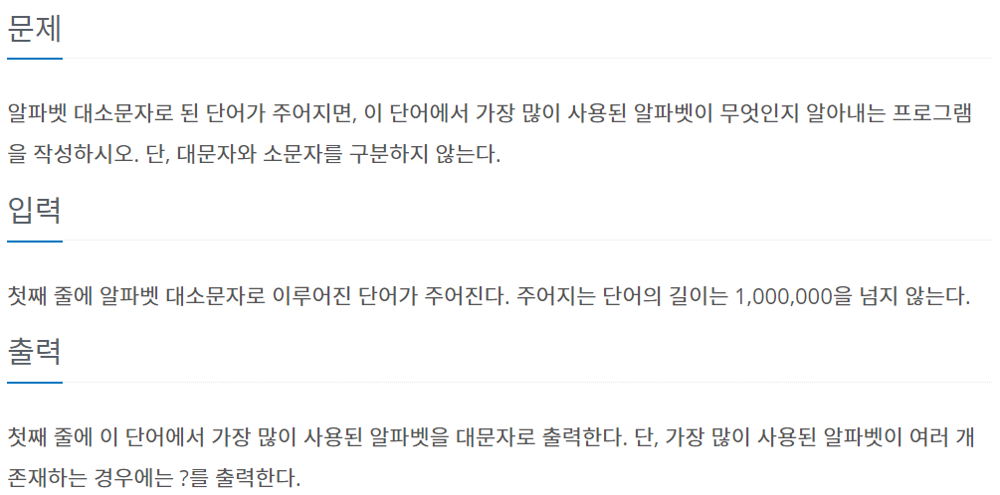 문제
알파벳 대소문자로 된 단어가 주어지면, 이 단어에서 가장 많이 사용된 알파벳이 무엇인지 알아내는 프로그램
을 작성하시오. 단, 대문자와 소문자를 구분하지 않는다.
입력
첫째 줄에 알파벳 대소문자로 이루어진 단어가 주어진다. 주어지는 단어의 길이는 1,000,000을 넘지 않는다.
출력
첫째 줄에 이 단어에서 가장 많이 사용된 알파벳을 대문자로 출력한다. 단, 가장 많이 사용된 알파벳이 여러 개
존재하는 경우에는 ?를 출력한다.